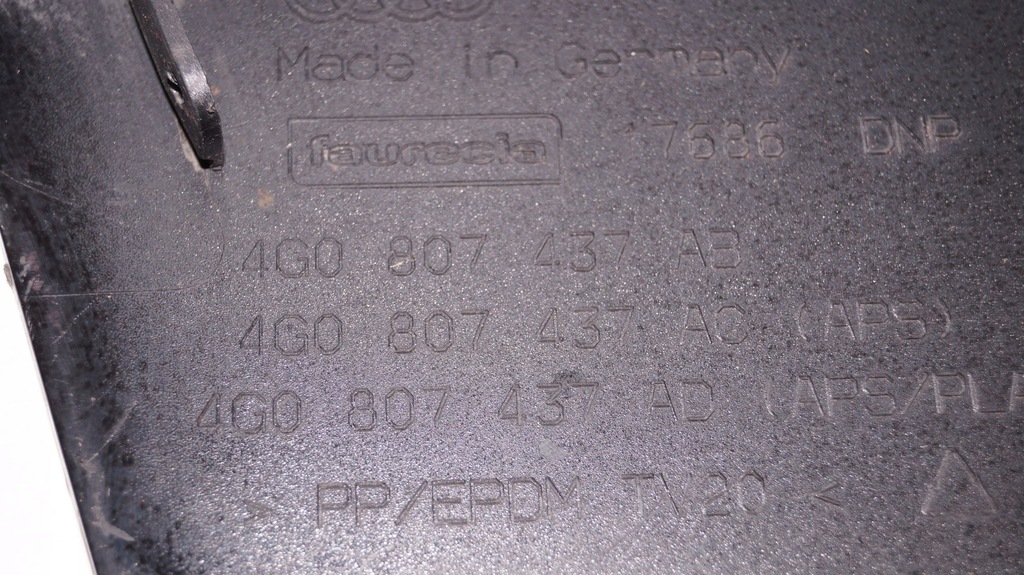 Made in Germany
faurecia 17686 DNP
4G0 807 437 AB
4G0 807 437 AC (APS)
4G0 807 437 AD (APS/PLA
> PP/EPDM TV20 <